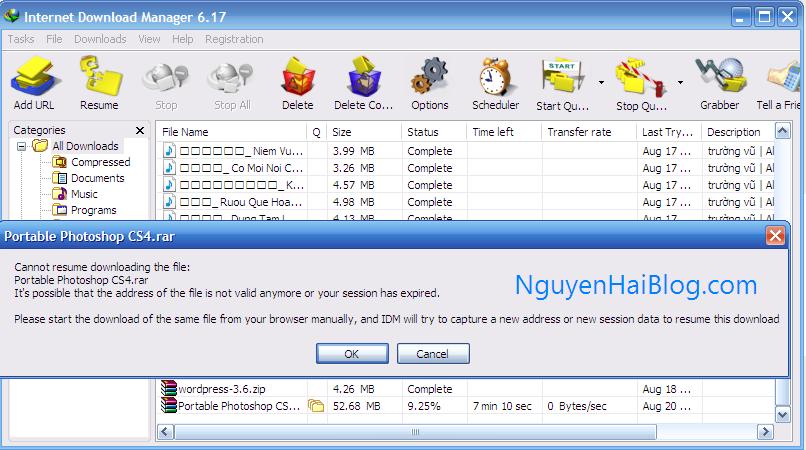 Internet Download Manager 6.17
Tasks File Downloads View Help Registration
Add URL Resume Stop Stop All Delete Delete Co... Options Scheduler Start Qu... Stop Qu... Grabber Tell a Frie
Categories
File Name Q Size Status Time left Transfer rate Last Try... Description
All Downloads
Compressed
Documents
Music
Programs
□□□□□□_ Niem Vu... 3.99 MB Complete Aug 17 ... trường vũ | Al
□□□□_ Co Moi Noi C... 3.26 MB Complete Aug 17 ... trường vũ | Al
□□□□□□□□□_ K... 4.57 MB Complete Aug 17 ... trường vũ | Al
□□□_ Ruou Que Hoa... 4.98 MB Complete Aug 17 ... trường vũ | Al
4.13 MB Complete Aug 17 ... trường vũ | Al
Portable Photoshop CS4.rar
Cannot resume downloading the file:
Portable Photoshop CS4.rar
It's possible that the address of the file is not valid anymore or your session has expired.
NguyenHaiBlog.com
Please start the download of the same file from your browser manually, and IDM will try to capture a new address or new session data to resume this download
OK Cancel
wordpress-3.6.zip 4.26 MB Complete Aug 18 ...
Portable Photoshop CS... 52.68 MB 9.25% 7 min 10 sec 0 Bytes/sec Aug 20 ...